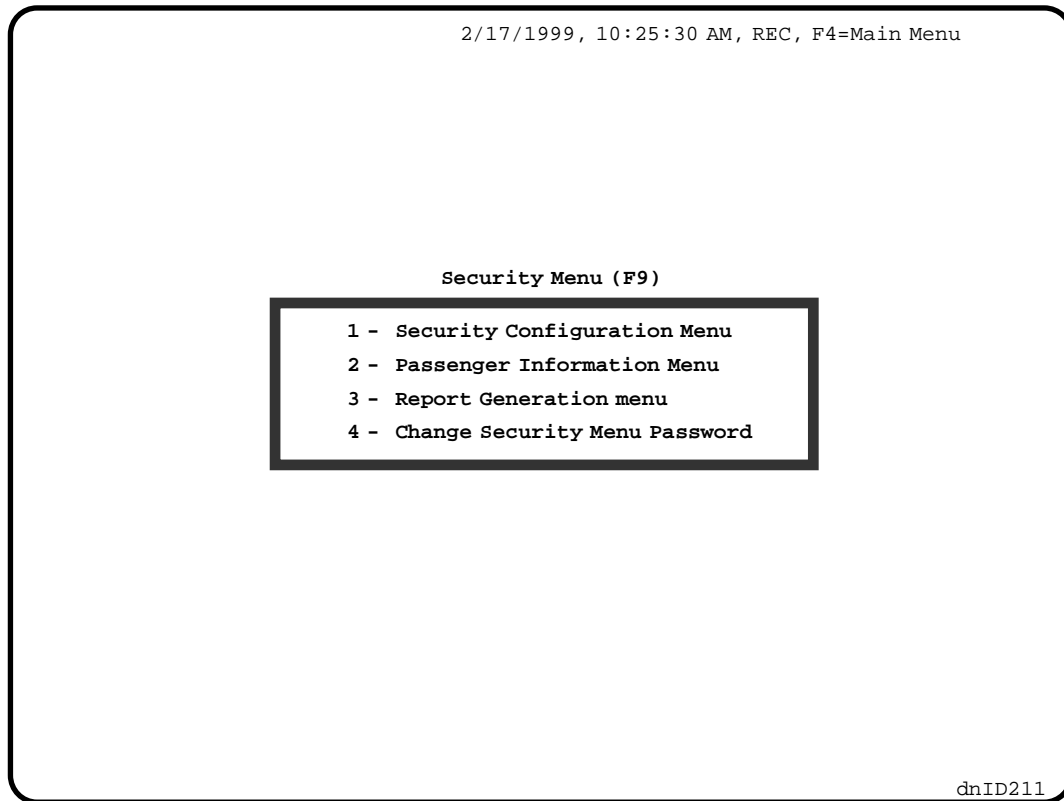 2/17/1999, 10:25:30 AM, REC, F4=Main Menu
Security Menu (F9)
1 - Security Configuration Menu
2 - Passenger Information Menu
3 - Report Generation menu
4 - Change Security Menu Password
dnID211